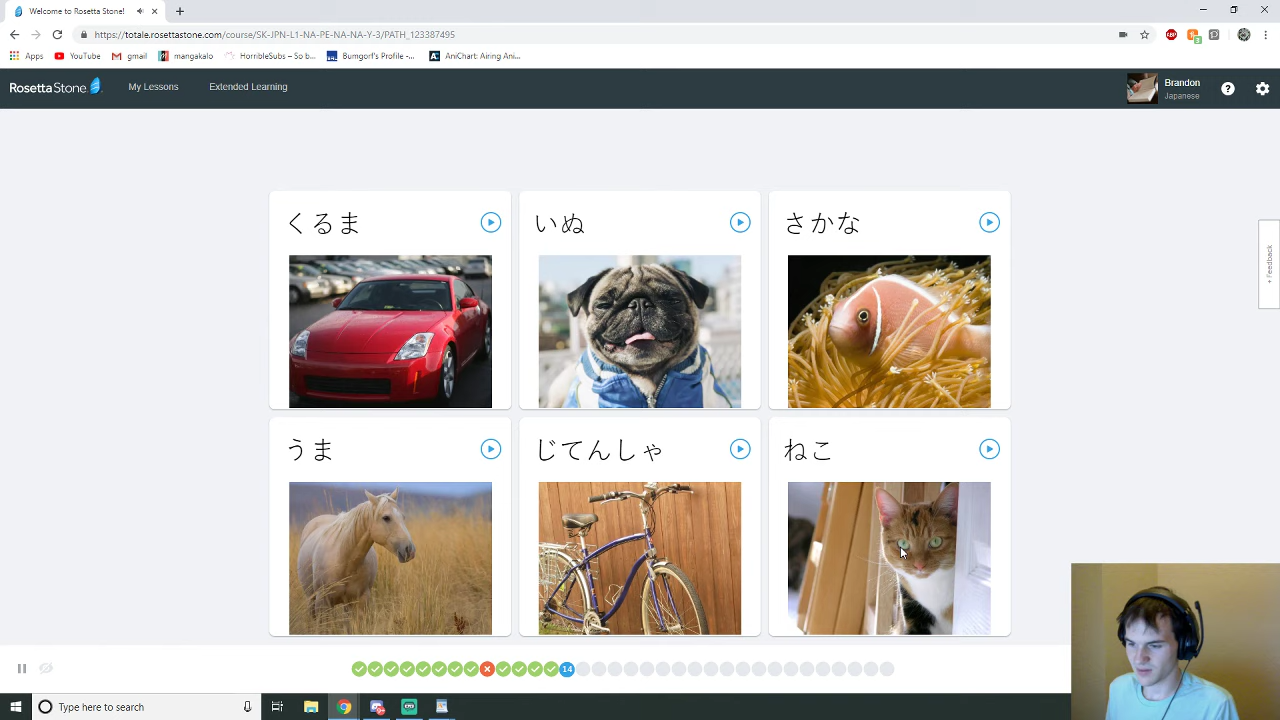 Welcome to Rosetta Stone!
https://totale.rosettastone.com/course/SK-JPN-L1-NA-PE-NA-NA-Y-3/PATH_123387495
Apps YouTube gmail mangakalo HorribleSubs – So b... Bumgorf's Profile -... AniChart: Airing Ani...
RosettaStone My Lessons Extended Learning Brandon
Japanese
くるま いぬ さかな
+ Feedback
うま じてんしゃ ねこ
14
Type here to search